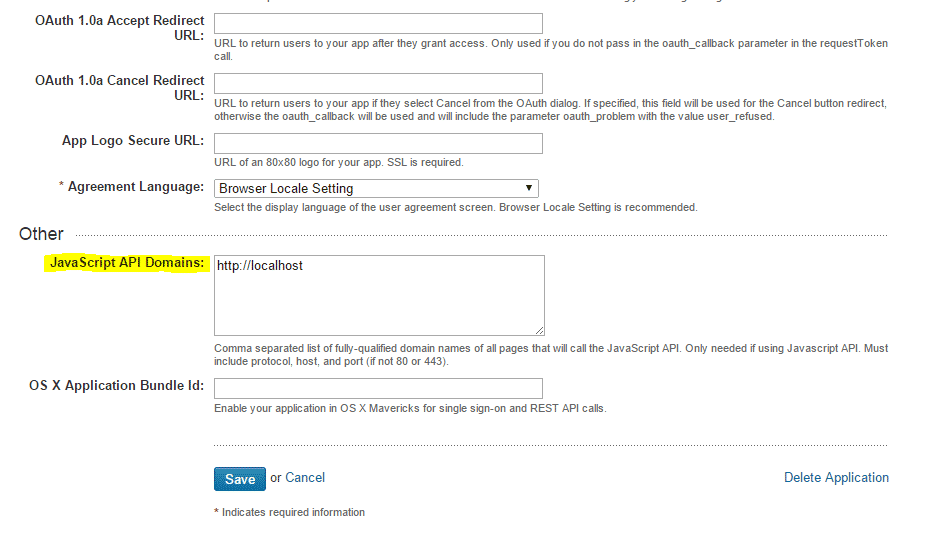 OAuth 1.0a Accept Redirect
URL:
URL to return users to your app after they grant access. Only used if you do not pass in the oauth_callback parameter in the requestToken
call.
OAuth 1.0a Cancel Redirect
URL:
URL to return users to your app if they select Cancel from the OAuth dialog. If specified, this field will be used for the Cancel button redirect,
otherwise the oauth_callback will be used and will include the parameter oauth_problem with the value user_refused.
App Logo Secure URL:
URL of an 80x80 logo for your app. SSL is required.
* Agreement Language: Browser Locale Setting
Select the display language of the user agreement screen. Browser Locale Setting is recommended.
Other
JavaScript API Domains: http://localhost
Comma separated list of fully-qualified domain names of all pages that will call the JavaScript API. Only needed if using Javascript API. Must
include protocol, host, and port (if not 80 or 443).
OS X Application Bundle Id:
Enable your application in OS X Mavericks for single sign-on and REST API calls.
Save or Cancel Delete Application
* Indicates required information